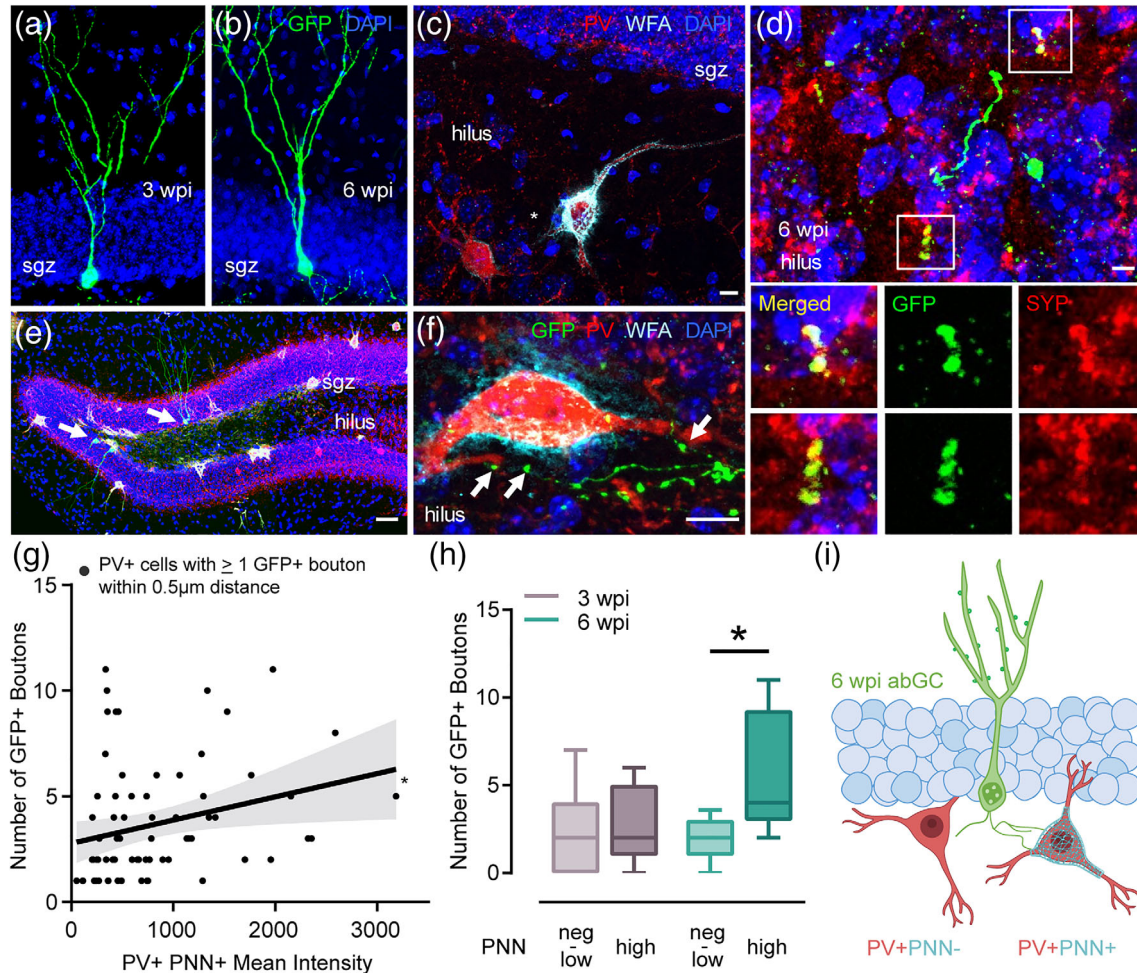 (a)
3 wpi
sgz
(b)
GFP DAPI
6 wpi
sgz
(c)
PV WFA DAPI
sgz
hilus
*
(d)
6 wpi
hilus
Merged
GFP
SYP
(e)
sgz
hilus
(f)
GFP PV WFA DAPI
hilus
(g)
PV+ cells with ≥ 1 GFP+ bouton
within 0.5μm distance
Number of GFP+ Boutons
15
10
5
0
*
0
1000
2000
3000
PV+ PNN+ Mean Intensity
(h)
3 wpi
6 wpi
Number of GFP+ Boutons
15
10
5
0
*
PNN
neg
-
low
high
neg
-
low
high
(i)
6 wpi abGC
PV+PNN-
PV+PNN+